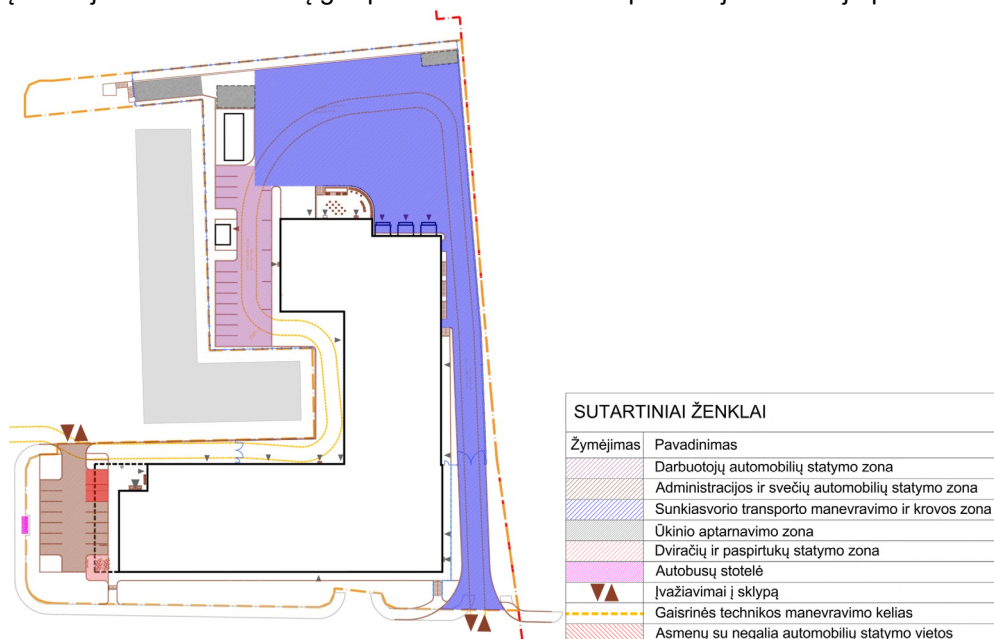 SUTARTINIAI ŽENKLAI
Žymėjimas Pavadinimas
Darbuotojų automobilių statymo zona
Administracijos ir svečių automobilių statymo zona
Sunkiasvorio transporto manevravimo ir krovos zona
Ūkinio aptarnavimo zona
Dviračių ir paspirtukų statymo zona
Autobusų stotelė
Įvažiavimai į sklypą
Gaisrinės technikos manevravimo kelias
Asmenų su negalia automobilių statymo vietos